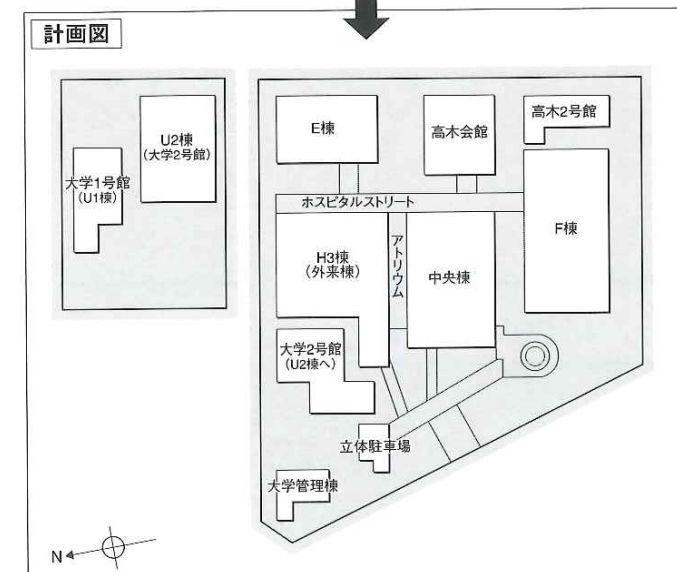 計画図
U2棟
(大学2号館)
大学1号館
(U1棟)
E棟
高木会館
高木2号館
ホスピタルストリート
F棟
H3棟
(外来棟)
アトリウム
中央棟
大学2号館
(U2棟へ)
立体駐車場
大学管理棟
N